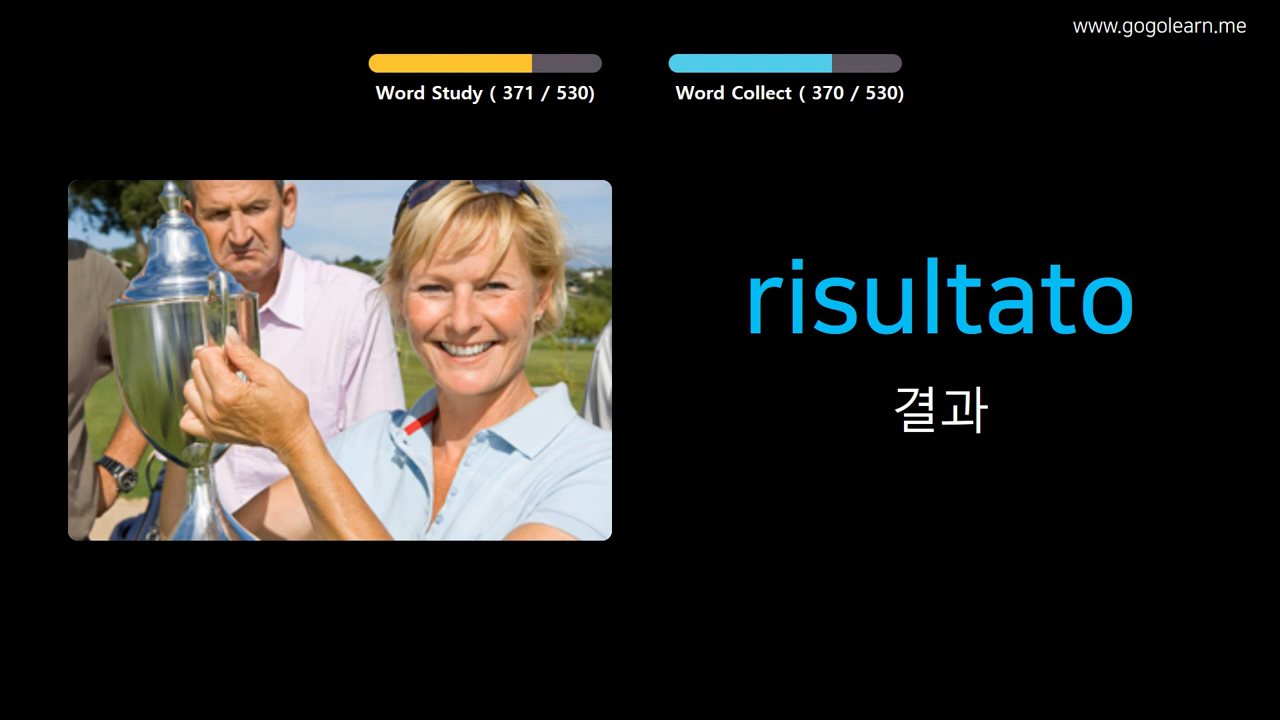 www.gogolearn.me
Word Study ( 371 / 530)
Word Collect ( 370 / 530)
risultato
결과